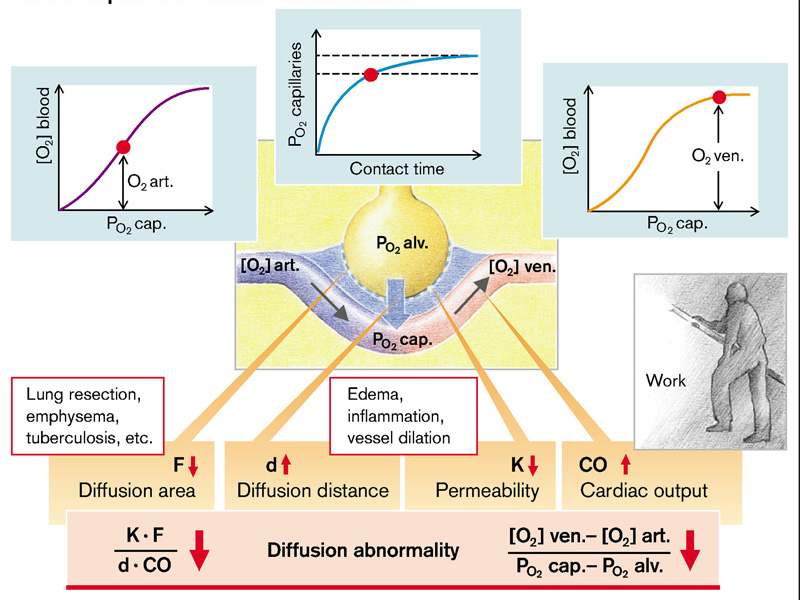 PO2 capillaries
Contact time
[O2] blood
O2 art.
PO2 cap.
[O2] blood
O2 ven.
PO2 cap.
PO2 alv.
[O2] art.
[O2] ven.
PO2 cap.
Work
Lung resection,
emphysema,
tuberculosis, etc.
Edema,
inflammation,
vessel dilation
F
Diffusion area
d
Diffusion distance
K
Permeability
CO
Cardiac output
K · F
d · CO
Diffusion abnormality
[O2] ven.– [O2] art.
PO2 cap.– PO2 alv.